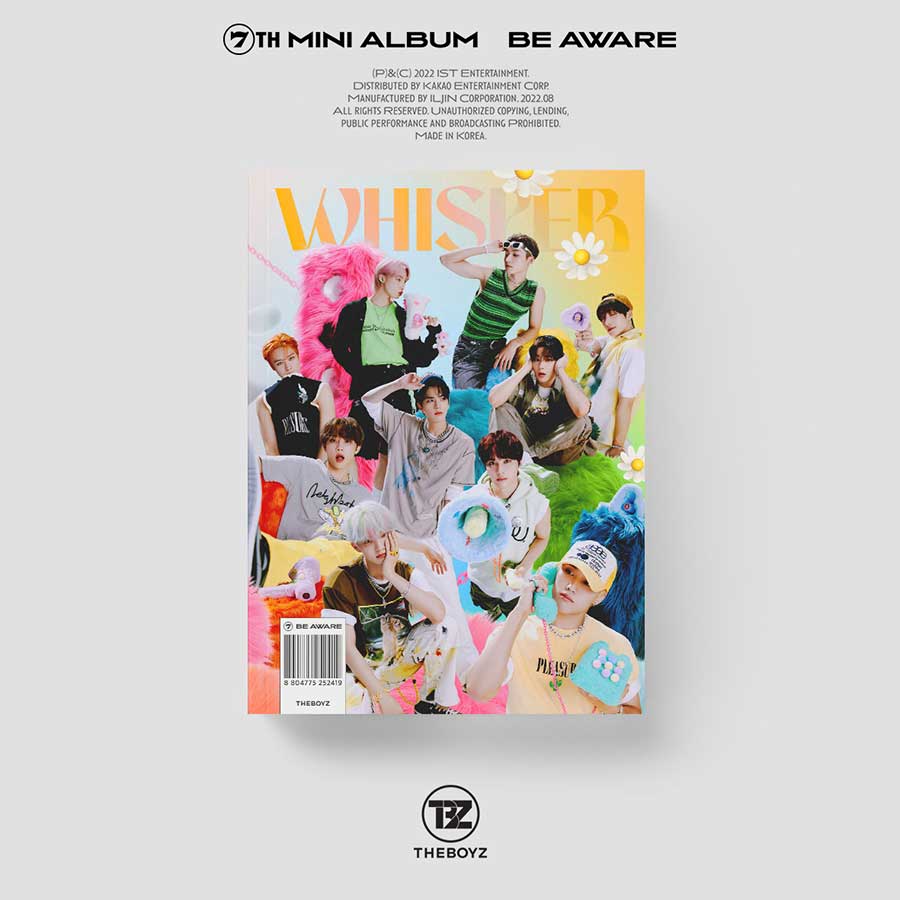 7TH MINI ALBUM BE AWARE
(P)&(C) 2022 IST ENTERTAINMENT.
DISTRIBUTED BY KAKAO ENTERTAINMENT CORP.
MANUFACTURED BY ILJIN CORPORATION. 2022.08
ALL RIGHTS RESERVED. UNAUTHORIZED COPYING, LENDING,
PUBLIC PERFORMANCE AND BROADCASTING PROHIBITED.
MADE IN KOREA.
WHISPER
PLEASURE
7 BE AWARE
8 804775 252419
THEBOYZ
TBZ
THEBOYZ